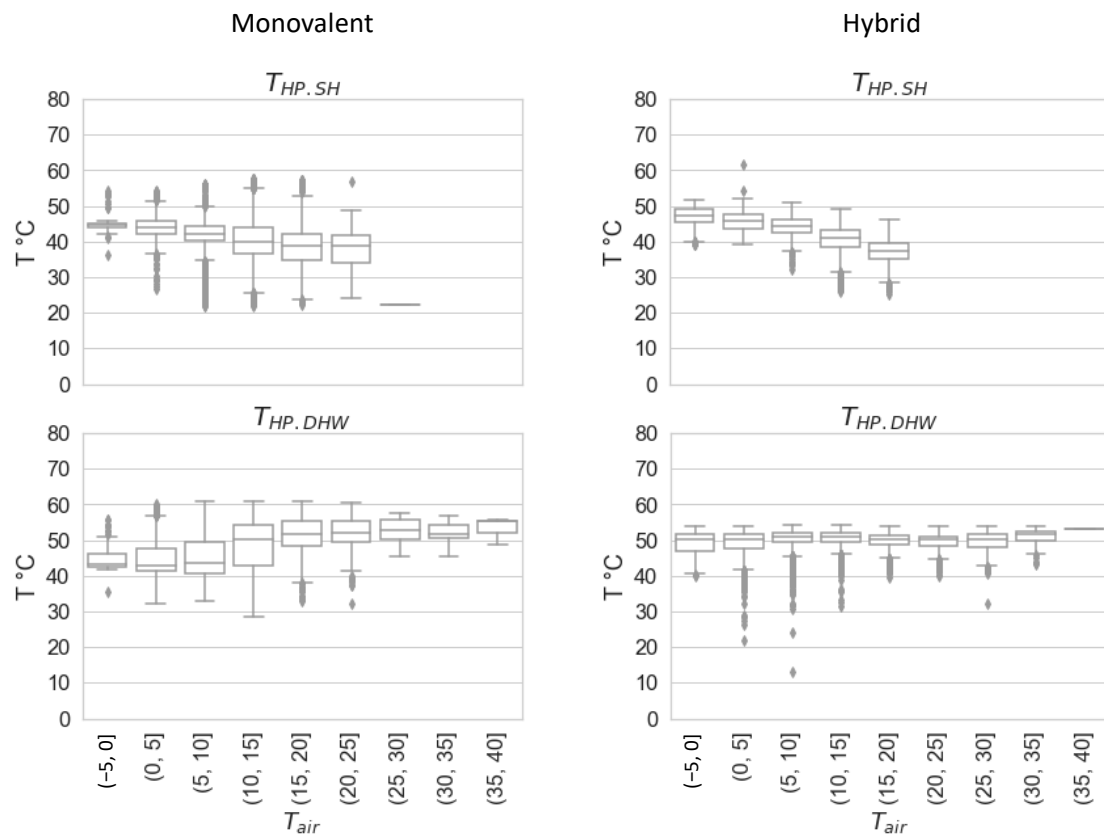 Monovalent Hybrid
T_HP.SH T_HP.SH
80 80
70 70
60 60
50 50
40 40
30 30
20 20
10 10
0 0
T °C T °C
T_HP.DHW T_HP.DHW
80 80
70 70
60 60
50 50
40 40
30 30
20 20
10 10
0 0
T °C T °C
(−5, 0] (0, 5] (5, 10] (10, 15] (15, 20] (20, 25] (25, 30] (30, 35] (35, 40] (−5, 0] (0, 5] (5, 10] (10, 15] (15, 20] (20, 25] (25, 30] (30, 35] (35, 40]
T_air T_air